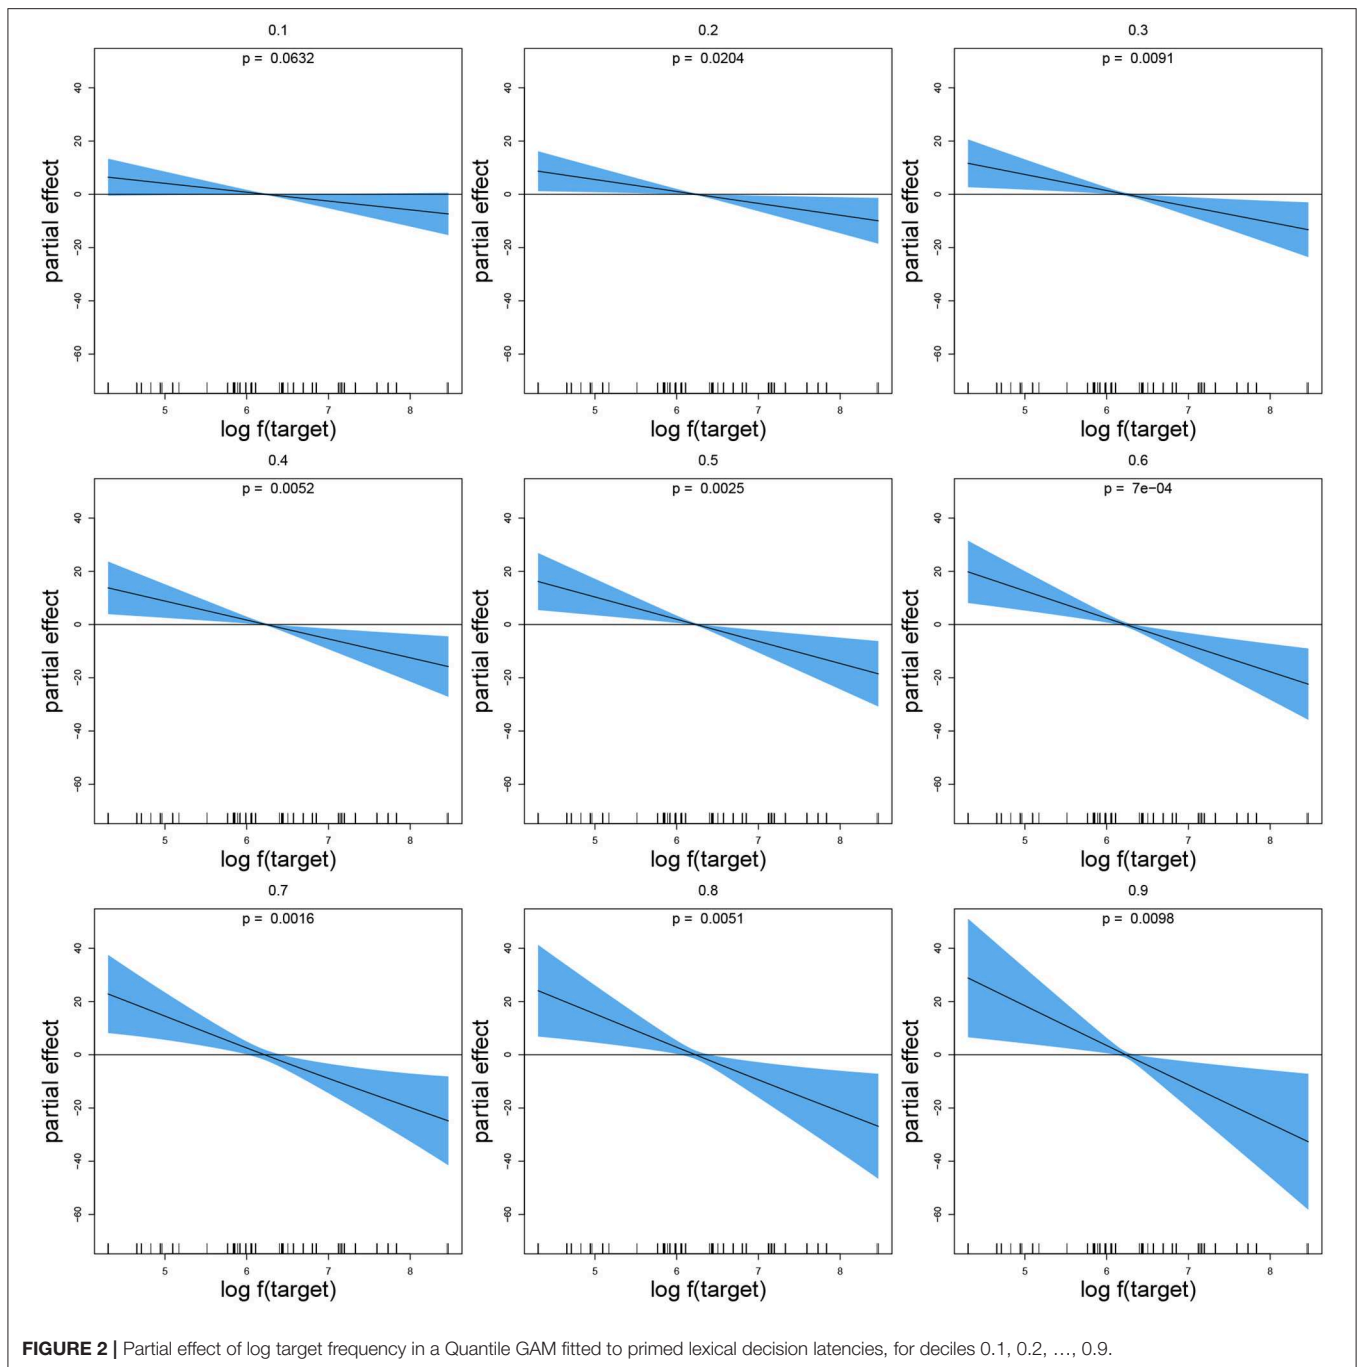 0.1 0.2 0.3
p = 0.0632 p = 0.0204 p = 0.0091
40 40 40
20 20 20
0 0 0
−20 −20 −20
−40 −40 −40
−60 −60 −60
partial effect partial effect partial effect
5 6 7 8 5 6 7 8 5 6 7 8
log f(target) log f(target) log f(target)
0.4 0.5 0.6
p = 0.0052 p = 0.0025 p = 7e−04
40 40 40
20 20 20
0 0 0
−20 −20 −20
−40 −40 −40
−60 −60 −60
partial effect partial effect partial effect
5 6 7 8 5 6 7 8 5 6 7 8
log f(target) log f(target) log f(target)
0.7 0.8 0.9
p = 0.0016 p = 0.0051 p = 0.0098
40 40 40
20 20 20
0 0 0
−20 −20 −20
−40 −40 −40
−60 −60 −60
partial effect partial effect partial effect
5 6 7 8 5 6 7 8 5 6 7 8
log f(target) log f(target) log f(target)
FIGURE 2 | Partial effect of log target frequency in a Quantile GAM fitted to primed lexical decision latencies, for deciles 0.1, 0.2, ..., 0.9.